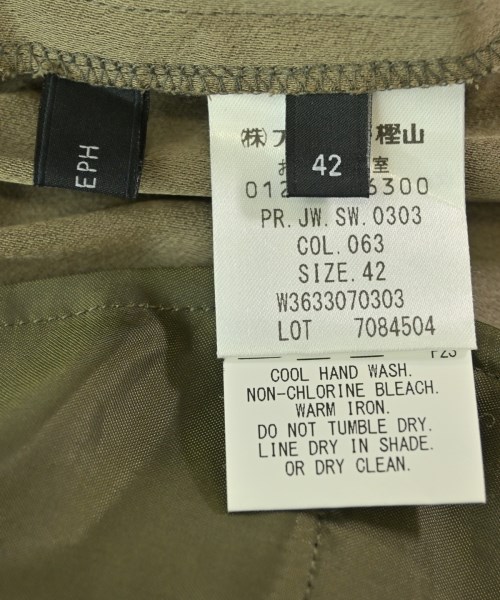 EPH
42
(株) 樫山
室
012 6300
PR. JW. SW. 0303
COL. 063
SIZE. 42
W3633070303
LOT 7084504
COOL HAND WASH.
NON-CHLORINE BLEACH.
WARM IRON.
DO NOT TUMBLE DRY.
LINE DRY IN SHADE.
OR DRY CLEAN.